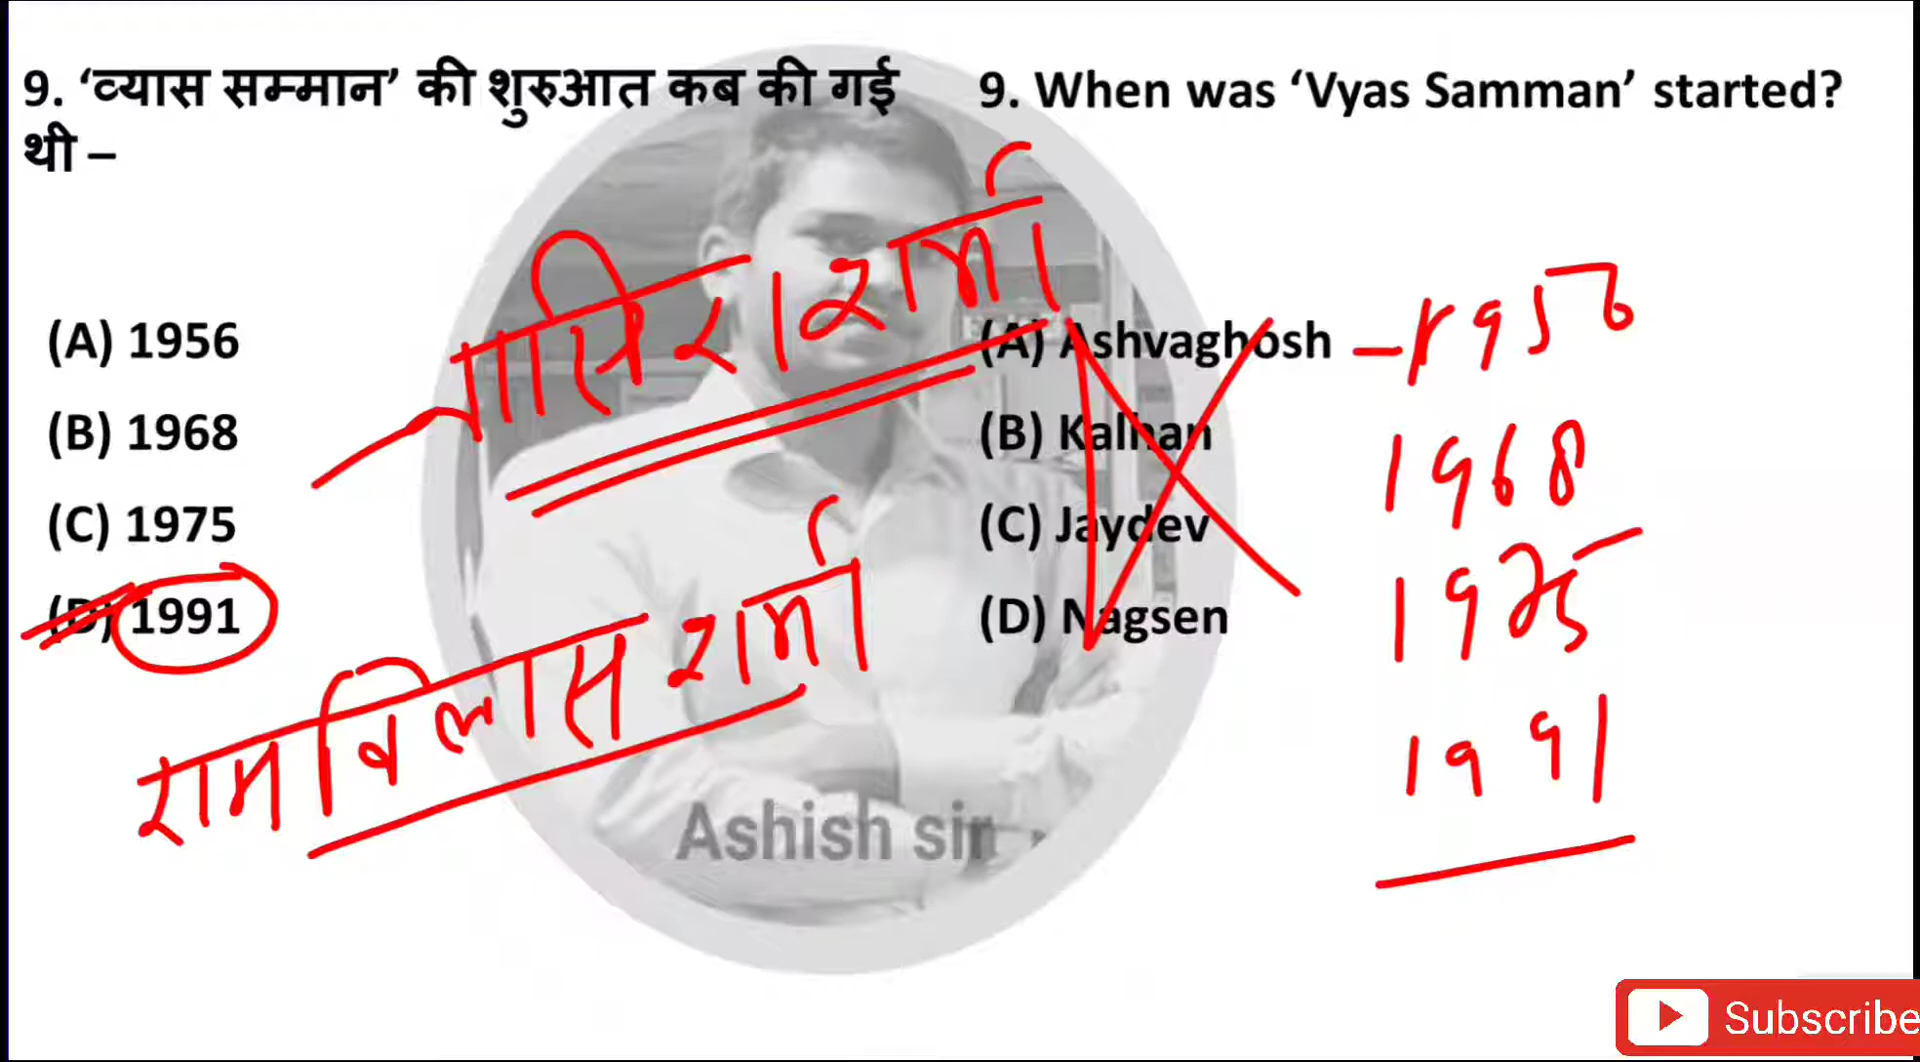 9. ‘व्यास सम्मान’ की शुरुआत कब की गई
थी –
(A) 1956
(B) 1968
(C) 1975
(D) 1991
9. When was ‘Vyas Samman’ started?
(A) Ashvaghosh
(B) Kalhan
(C) Jaydev
(D) Nagsen
–1956
1968
1975
1991
शर्मा
रामविलास शर्मा
Ashish sir
Subscribe